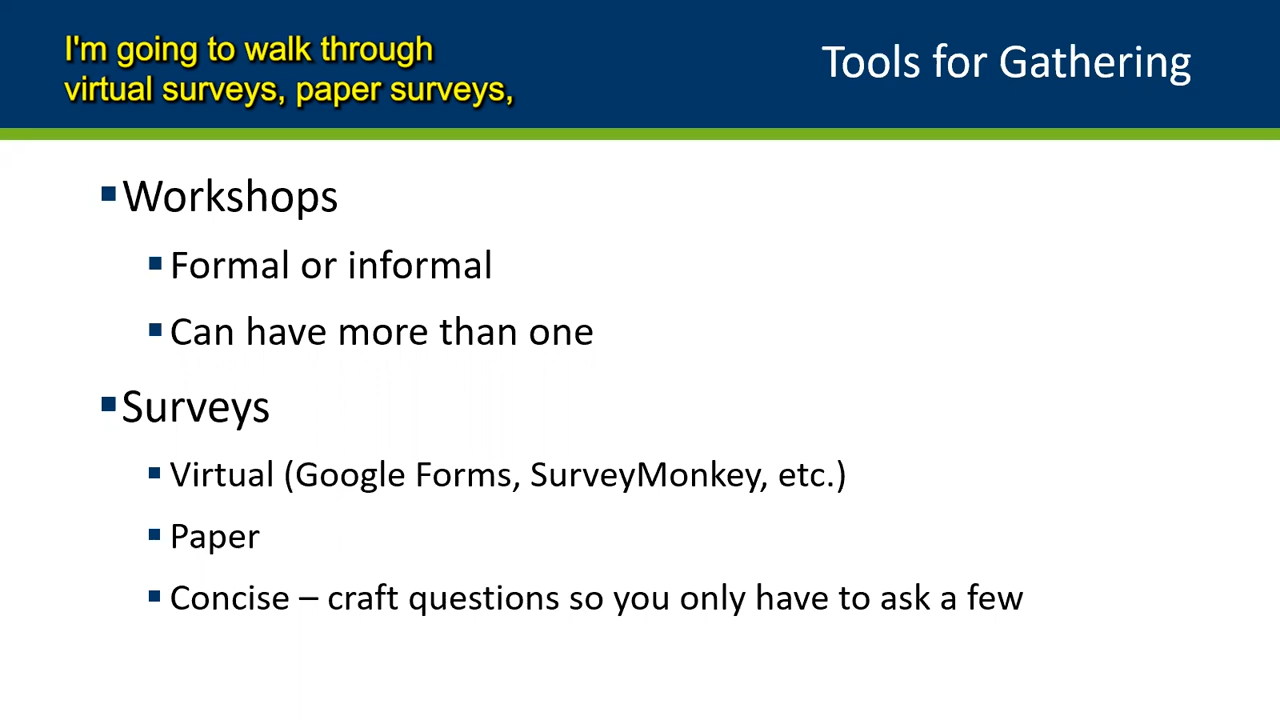 I'm going to walk through
virtual surveys, paper surveys,
Tools for Gathering
▪Workshops
▪Formal or informal
▪Can have more than one
▪Surveys
▪Virtual (Google Forms, SurveyMonkey, etc.)
▪Paper
▪Concise – craft questions so you only have to ask a few